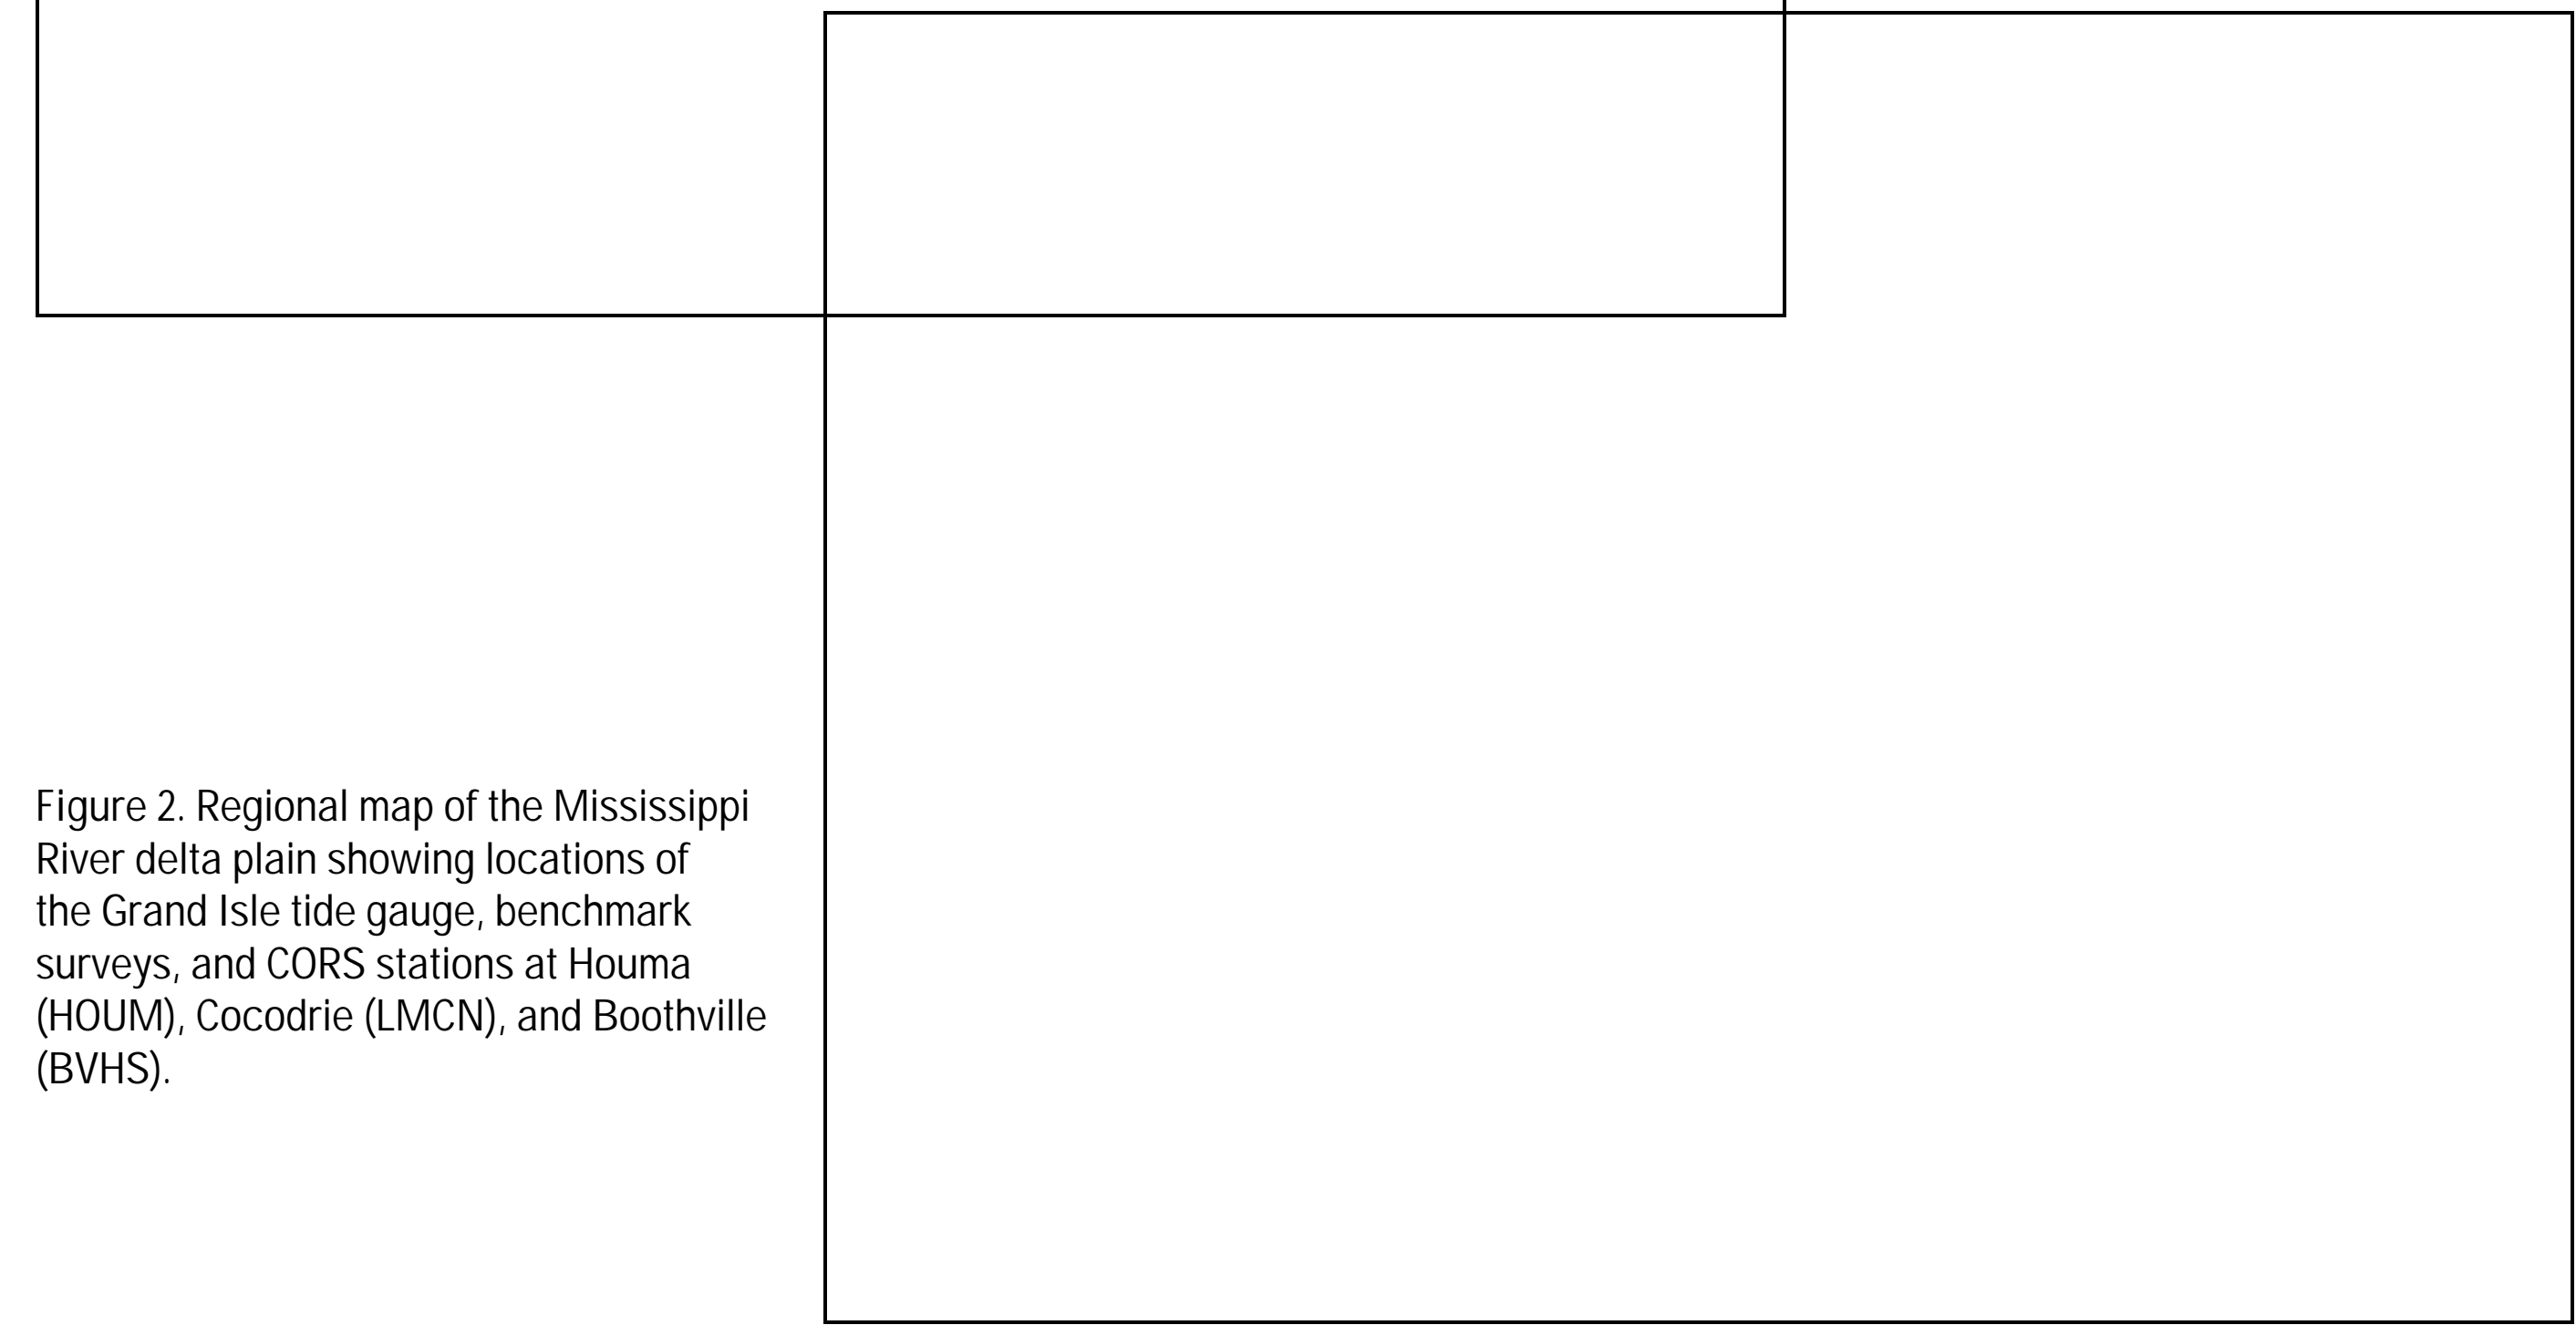 Figure 2. Regional map of the Mississippi
River delta plain showing locations of
the Grand Isle tide gauge, benchmark
surveys, and CORS stations at Houma
(HOUM), Cocodrie (LMCN), and Boothville
(BVHS).